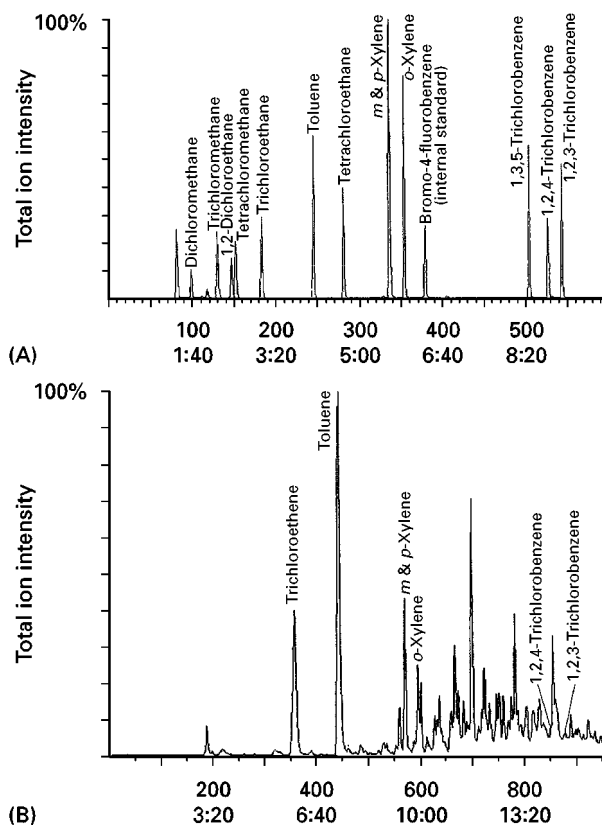 100%
Total ion intensity
Dichloromethane
Trichloromethane
1,2-Dichloroethane
Tetrachloromethane
Trichloroethane
Toluene
Tetrachloroethane
m & p-Xylene
o-Xylene
Bromo-4-fluorobenzene
(internal standard)
1,3,5-Trichlorobenzene
1,2,4-Trichlorobenzene
1,2,3-Trichlorobenzene
100 200 300 400 500
(A) 1:40 3:20 5:00 6:40 8:20
100%
Total ion intensity
Trichloroethene
Toluene
m & p-Xylene
o-Xylene
1,2,4-Trichlorobenzene
1,2,3-Trichlorobenzene
200 400 600 800
(B) 3:20 6:40 10:00 13:20